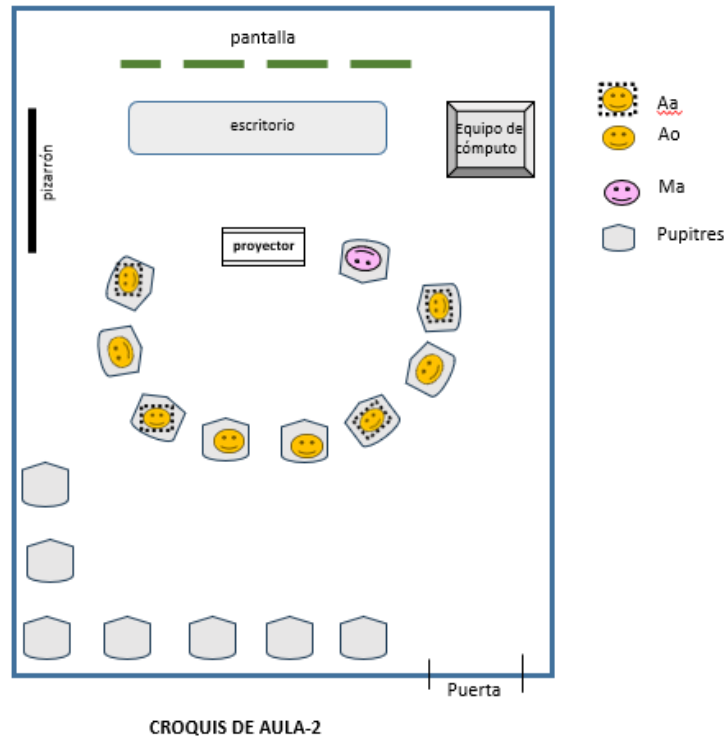 pantalla
escritorio
Equipo de
cómputo
pizarrón
proyector
Aa
Ao
Ma
Pupitres
Puerta
CROQUIS DE AULA-2